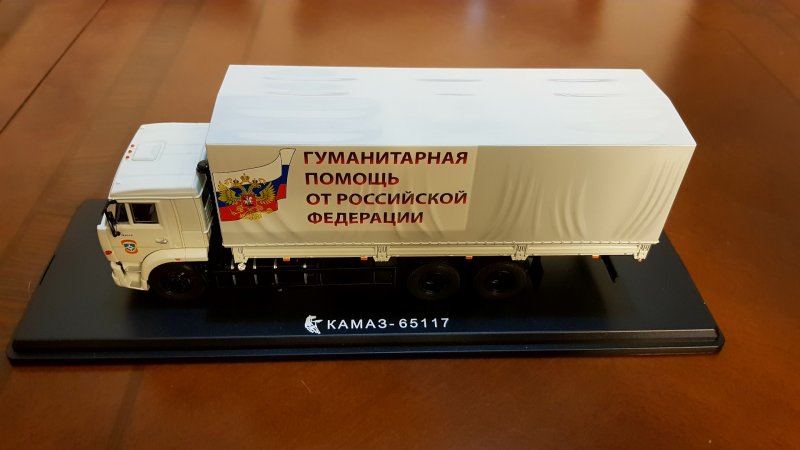 ГУМАНИТАРНАЯ
ПОМОЩЬ
ОТ РОССИЙСКОЙ
ФЕДЕРАЦИИ
КАМАЗ-65117